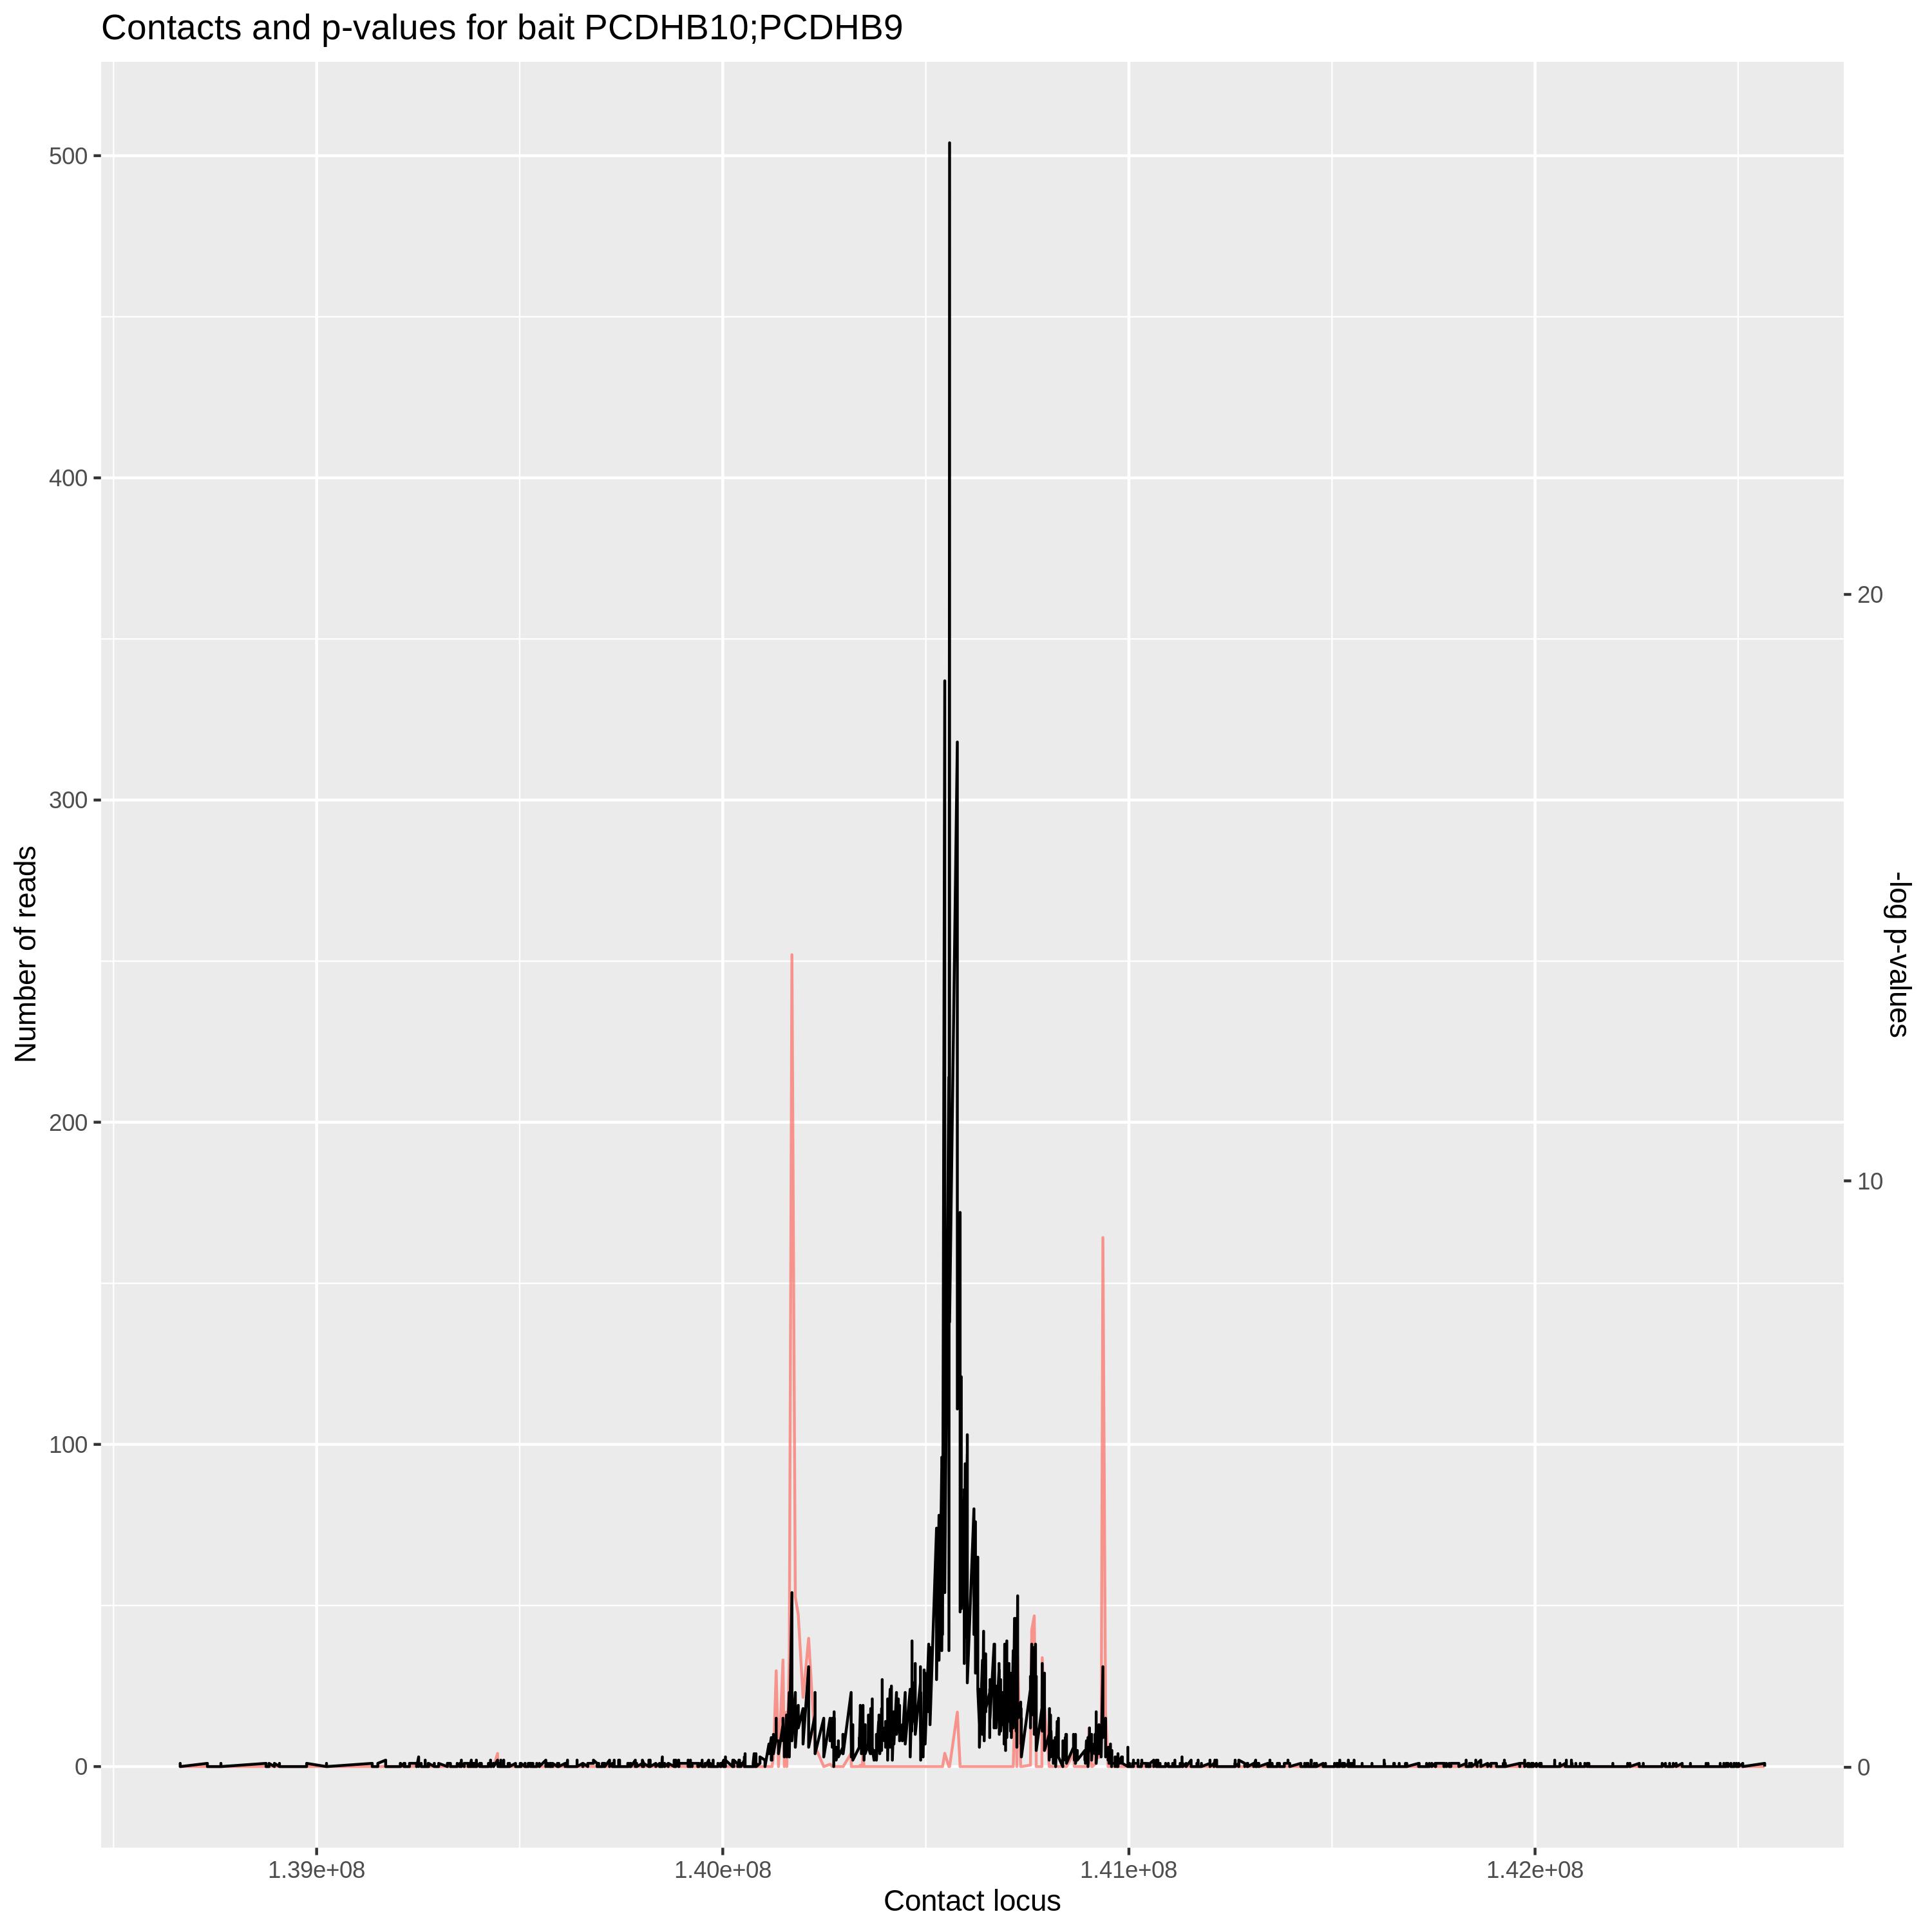 Contacts and p-values for bait PCDHB10;PCDHB9
500
400
300
200
100
0
Number of reads
20
10
0
-log p-values
1.39e+08
1.40e+08
1.41e+08
1.42e+08
Contact locus